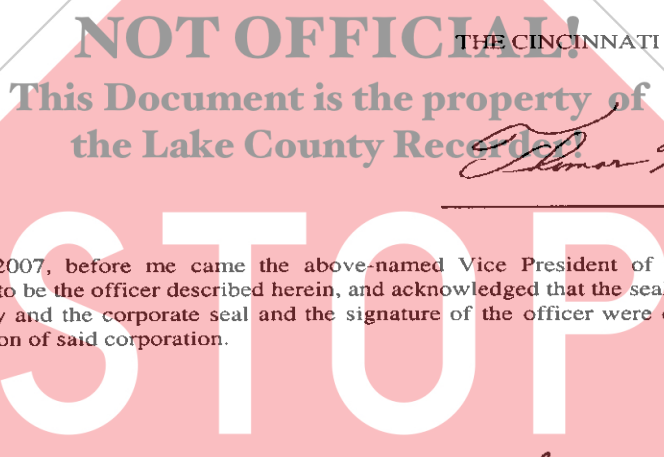 NOT OFFICIAL!
THE CINCINNATI
This Document is the property of
the Lake County Recorder!
2007, before me came the above-named Vice President of
to be the officer described herein, and acknowledged that the seal
y and the corporate seal and the signature of the officer were
on of said corporation.
STOP